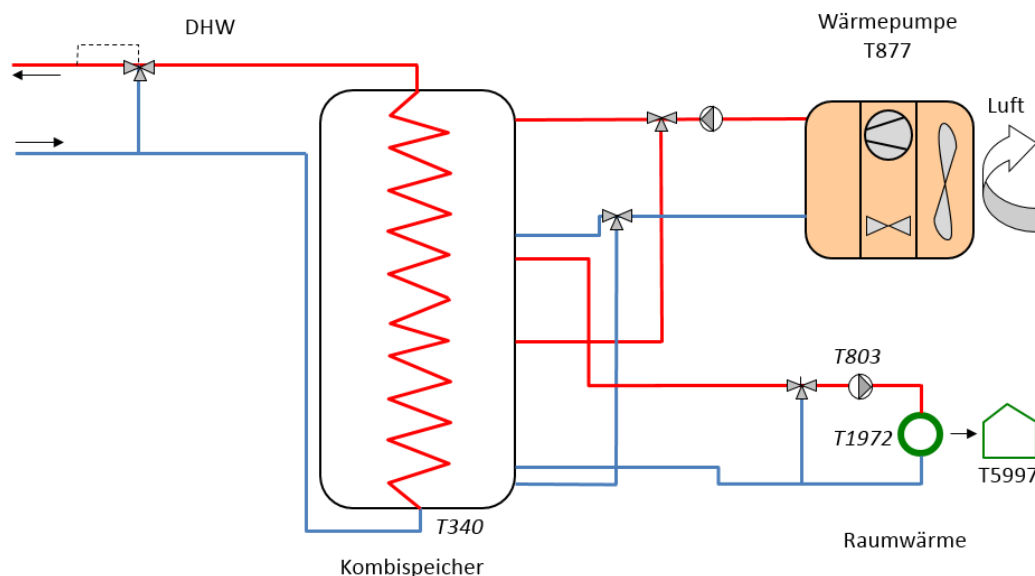 DHW
Wärmepumpe
T877
Luft
T803
T1972
T5997
T340
Raumwärme
Kombispeicher